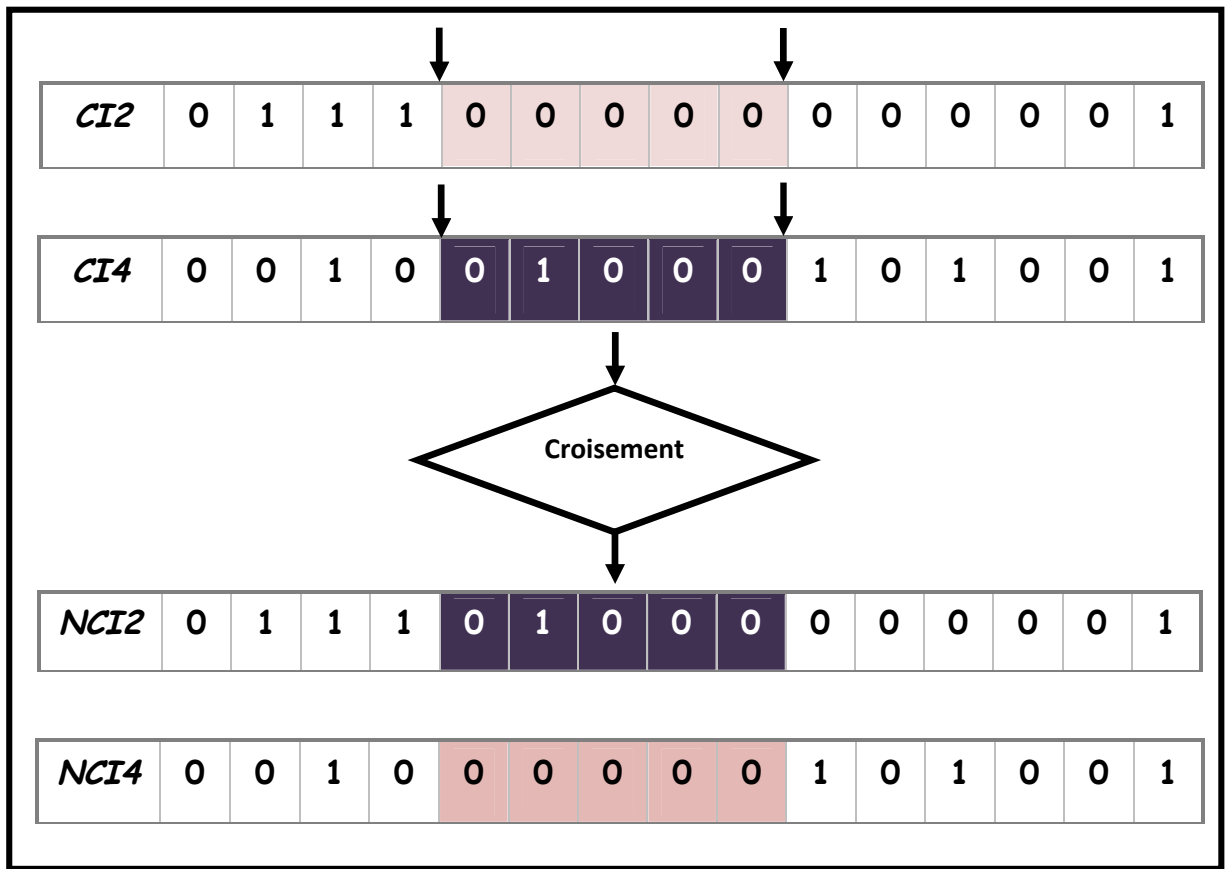 CI2 0 1 1 1 0 0 0 0 0 0 0 0 0 0 1
CI4 0 0 1 0 0 1 0 0 0 1 0 1 0 0 1
Croisement
NCI2 0 1 1 1 0 1 0 0 0 0 0 0 0 0 1
NCI4 0 0 1 0 0 0 0 0 0 1 0 1 0 0 1